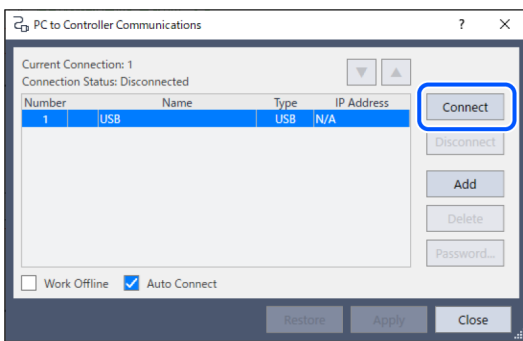 PC to Controller Communications
Current Connection: 1
Connection Status: Disconnected
Number Name Type IP Address
1 USB USB N/A
Connect
Disconnect
Add
Delete
Password...
Work Offline Auto Connect
Restore Apply Close